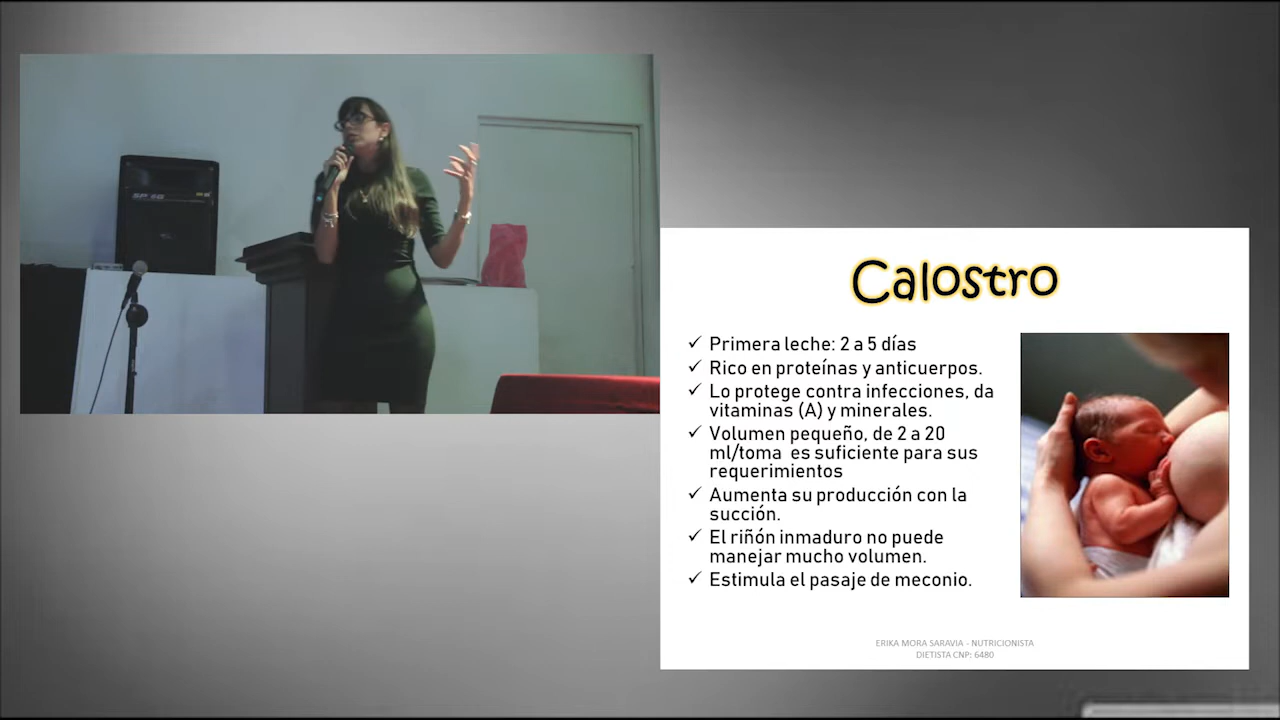 Calostro
✓ Primera leche: 2 a 5 días
✓ Rico en proteínas y anticuerpos.
✓ Lo protege contra infecciones, da
vitaminas (A) y minerales.
✓ Volumen pequeño, de 2 a 20
ml/toma es suficiente para sus
requerimientos
✓ Aumenta su producción con la
succión.
✓ El riñón inmaduro no puede
manejar mucho volumen.
✓ Estimula el pasaje de meconio.
ERIKA MORA SARAVIA - NUTRICIONISTA
DIETISTA CNP: 6480